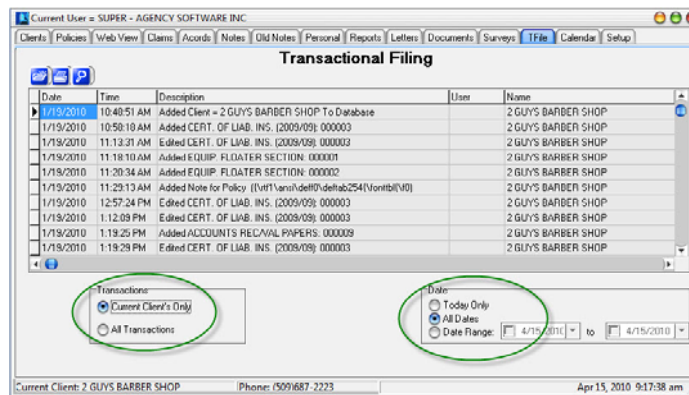 Current User = SUPER - AGENCY SOFTWARE INC
Clients Policies Web View Claims Acords Notes Old Notes Personal Reports Letters Documents Surveys TFile Calendar Setup
Transactional Filing
Date Time Description User Name
1/19/2010 10:48:51 AM Added Client = 2 GUYS BARBER SHOP To Database 2 GUYS BARBER SHOP
1/19/2010 10:58:18 AM Added CERT. OF LIAB. INS. (2009/09): 000003 2 GUYS BARBER SHOP
1/19/2010 11:13:31 AM Edited CERT. OF LIAB. INS. (2009/09): 000003 2 GUYS BARBER SHOP
1/19/2010 11:18:10 AM Added EQUIP. FLOATER SECTION: 000001 2 GUYS BARBER SHOP
1/19/2010 11:20:34 AM Added EQUIP. FLOATER SECTION: 000002 2 GUYS BARBER SHOP
1/19/2010 11:29:13 AM Added Note for Policy ({\rtf1\ansi\deff0\deftab254{\fonttbl{\f0} 2 GUYS BARBER SHOP
1/19/2010 12:57:24 PM Edited CERT. OF LIAB. INS. (2009/09): 000003 2 GUYS BARBER SHOP
1/19/2010 1:12:09 PM Edited CERT. OF LIAB. INS. (2009/09): 000003 2 GUYS BARBER SHOP
1/19/2010 1:19:25 PM Added ACCOUNTS REC/VAL PAPERS: 000009 2 GUYS BARBER SHOP
1/19/2010 1:19:29 PM Edited CERT. OF LIAB. INS. (2009/09): 000003 2 GUYS BARBER SHOP
Transactions Date
Current Client's Only Today Only
All Dates
All Transactions Date Range: 4/15/2010 to 4/15/2010
Current Client: 2 GUYS BARBER SHOP Phone: (509)687-2223 Apr 15, 2010 9:17:38 am